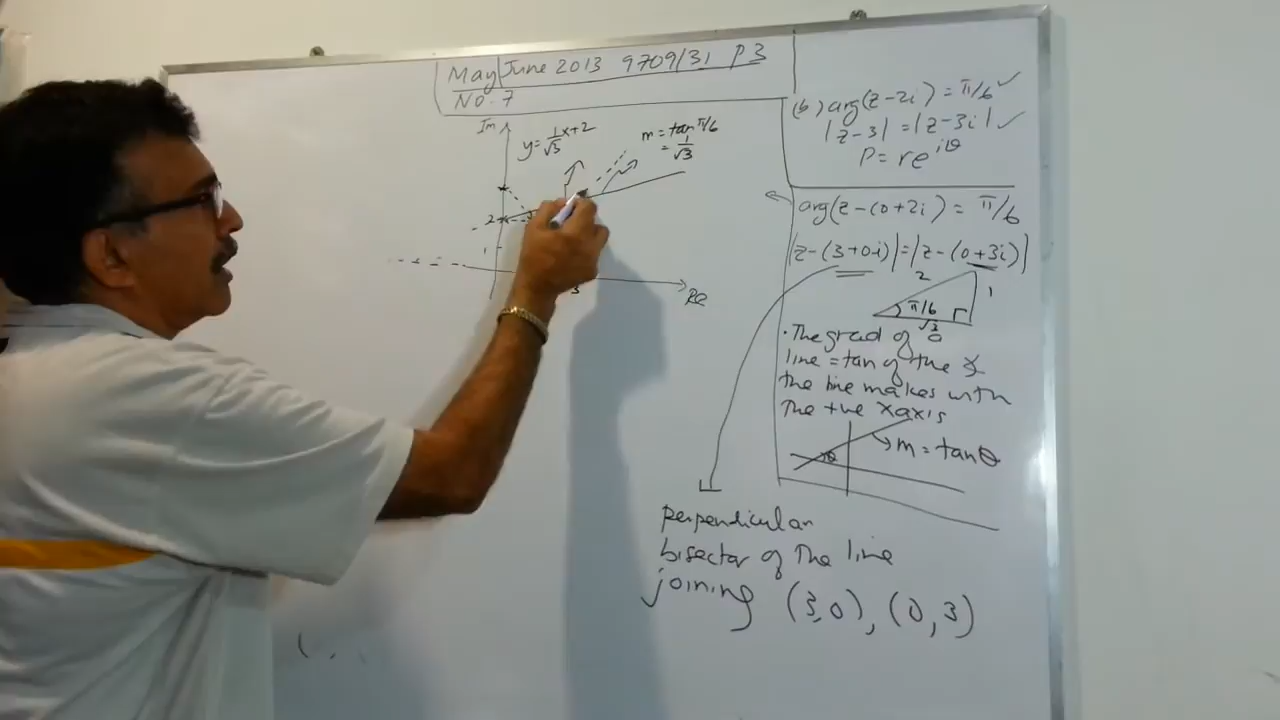 May/June 2013 9709/31 P3
No. 7
Im
y = 1/√3 x + 2
m = tan π/6
= 1/√3
2
1
3
Re
(b) arg(z-2i) = π/6 ✓
|z-3| = |z-3i| ✓
P = re^iθ
arg(z-(0+2i) = π/6
|z-(3+0i)| = |z-(0+3i)|
2
1
π/6
√3
• The grad of a
line = tan of the ∡
the line makes with
the +ve x axis
θ
m = tanθ
perpendicular
bisector of the line
joining (3,0), (0,3)